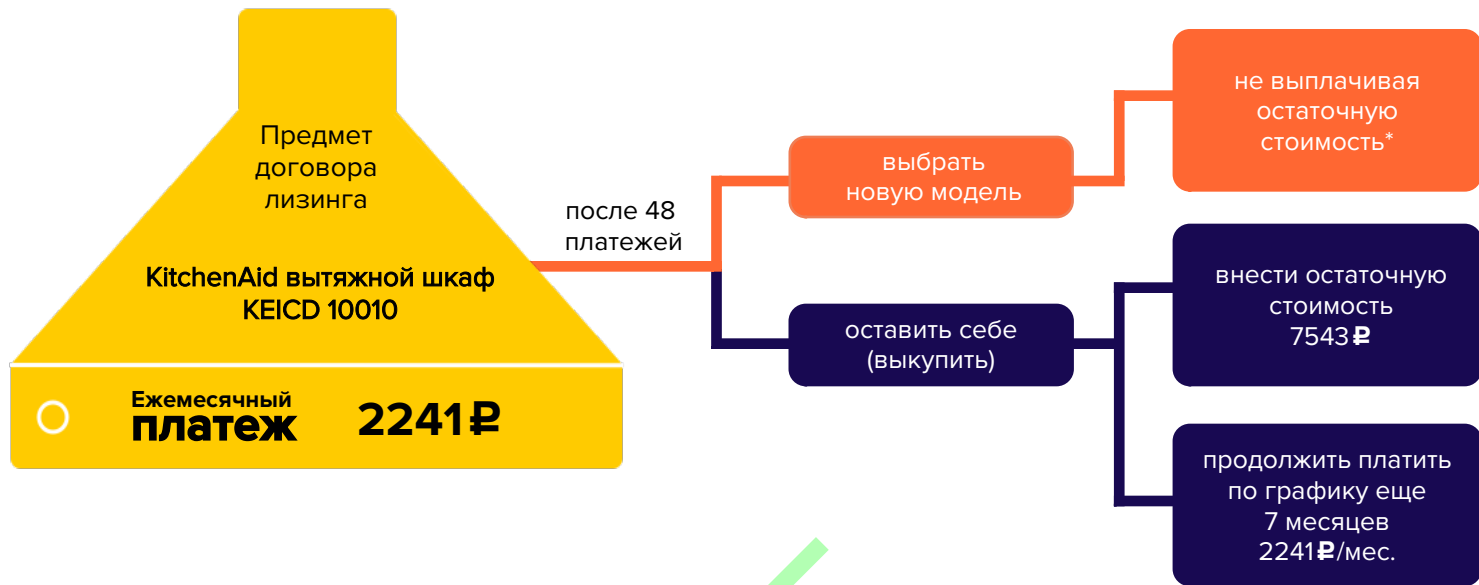 Предмет
договора
лизинга
KitchenAid вытяжной шкаф
KEICD 10010
Ежемесячный
платеж
2241₽
после 48
платежей
выбрать
новую модель
оставить себе
(выкупить)
не выплачивая
остаточную
стоимость*
внести остаточную
стоимость
7543₽
продолжить платить
по графику еще
7 месяцев
2241₽/мес.